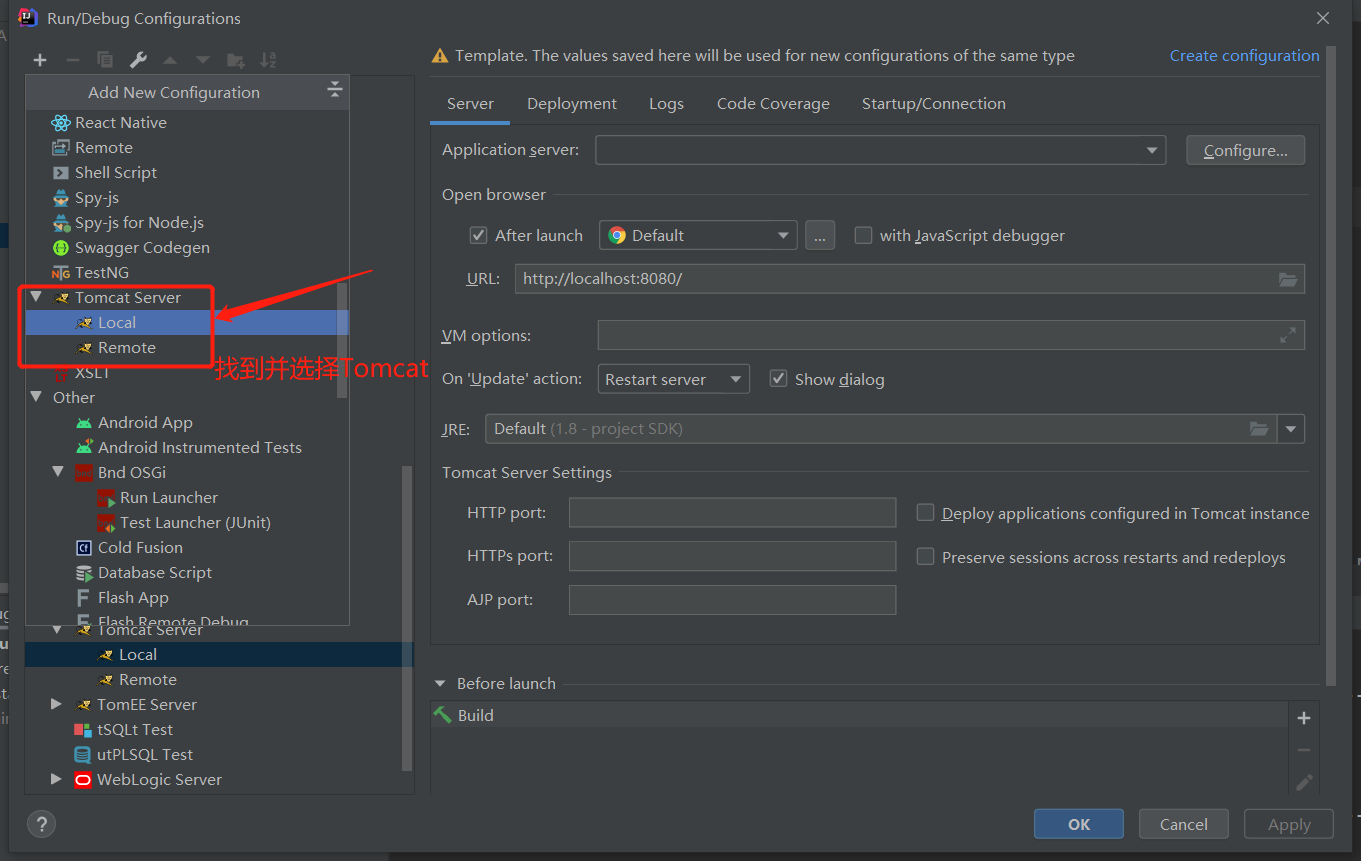 Run/Debug Configurations
Template. The values saved here will be used for new configurations of the same type
Create configuration
Add New Configuration
React Native
Remote
Shell Script
Spy-js
Spy-js for Node.js
Swagger Codegen
TestNG
Tomcat Server
Local
Remote
找到并选择Tomcat
XSLT
Other
Android App
Android Instrumented Tests
Bnd OSGi
Run Launcher
Test Launcher (JUnit)
Cold Fusion
Database Script
Flash App
Flash Remote Debug
Tomcat Server
Local
Remote
TomEE Server
tSQLt Test
utPLSQL Test
WebLogic Server
Server Deployment Logs Code Coverage Startup/Connection
Application server: Configure...
Open browser
After launch Default ... with JavaScript debugger
URL: http://localhost:8080/
VM options:
On 'Update' action: Restart server Show dialog
JRE: Default (1.8 - project SDK)
Tomcat Server Settings
HTTP port: Deploy applications configured in Tomcat instance
HTTPs port: Preserve sessions across restarts and redeploys
AJP port:
Before launch
Build
? OK Cancel Apply